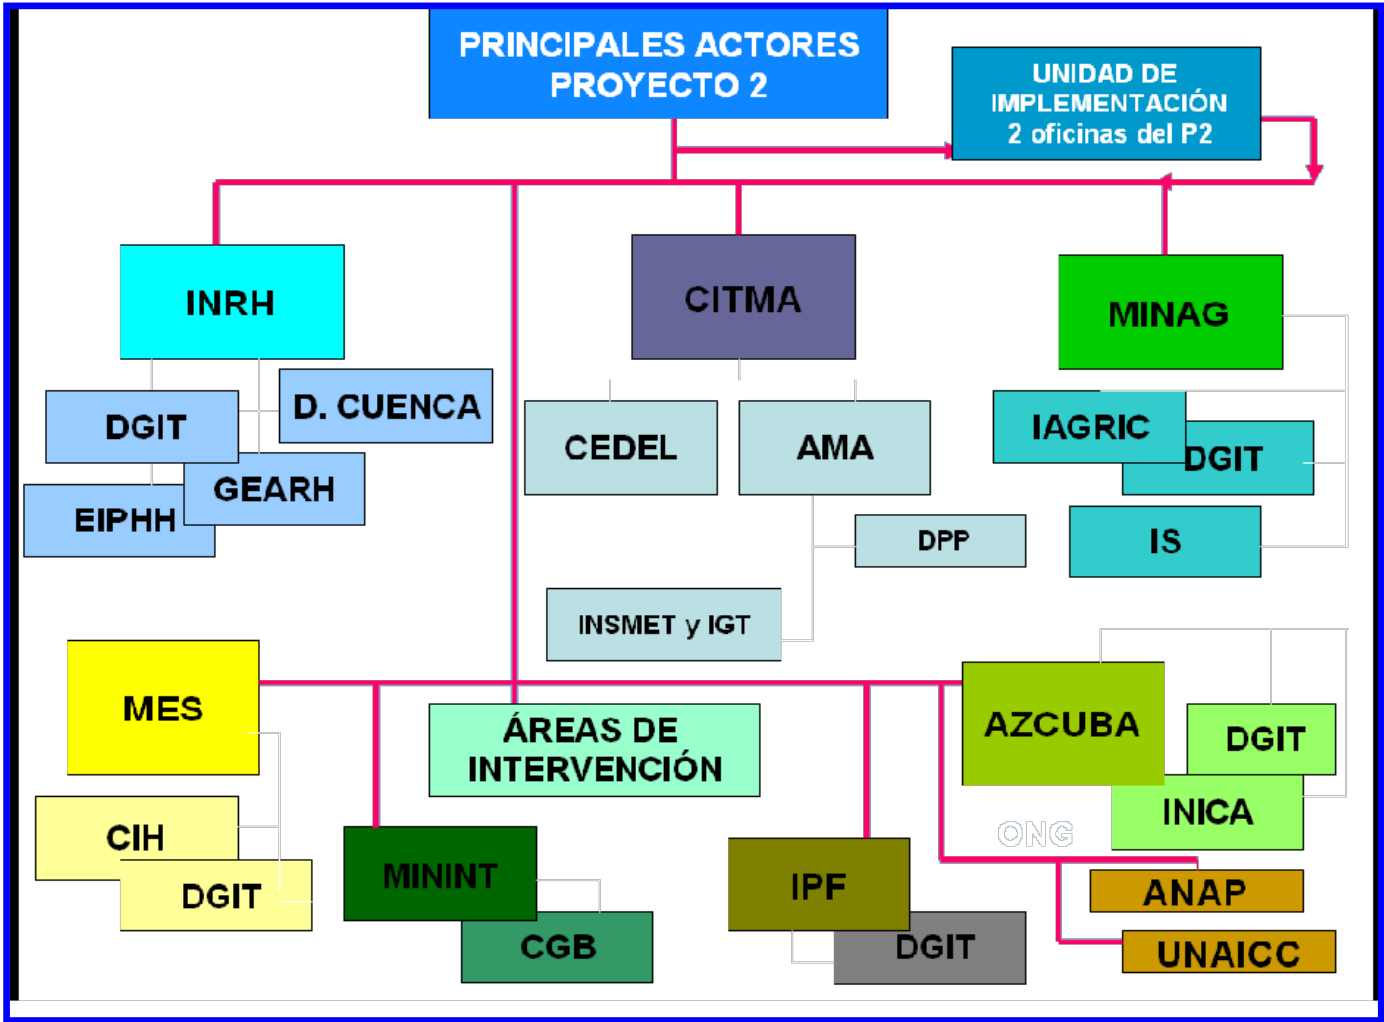 PRINCIPALES ACTORES
PROYECTO 2
UNIDAD DE
IMPLEMENTACIÓN
2 oficinas del P2
INRH
CITMA
MINAG
DGIT
D. CUENCA
EIPHH
GEARH
CEDEL
AMA
IAGRIC
DGIT
IS
DPP
INSMET y IGT
MES
ÁREAS DE
INTERVENCIÓN
AZCUBA
DGIT
INICA
CIH
DGIT
MININT
CGB
IPF
DGIT
ONG
ANAP
UNAICC